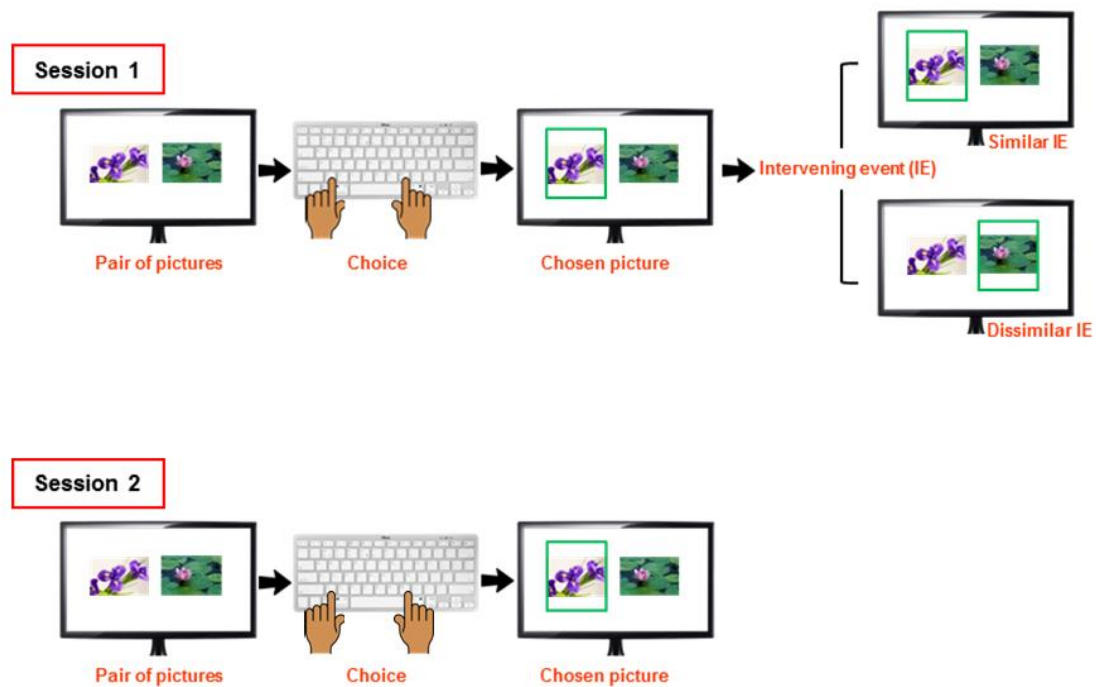 Session 1
Pair of pictures
Choice
Chosen picture
Intervening event (IE)
Similar IE
Dissimilar IE
Session 2
Pair of pictures
Choice
Chosen picture